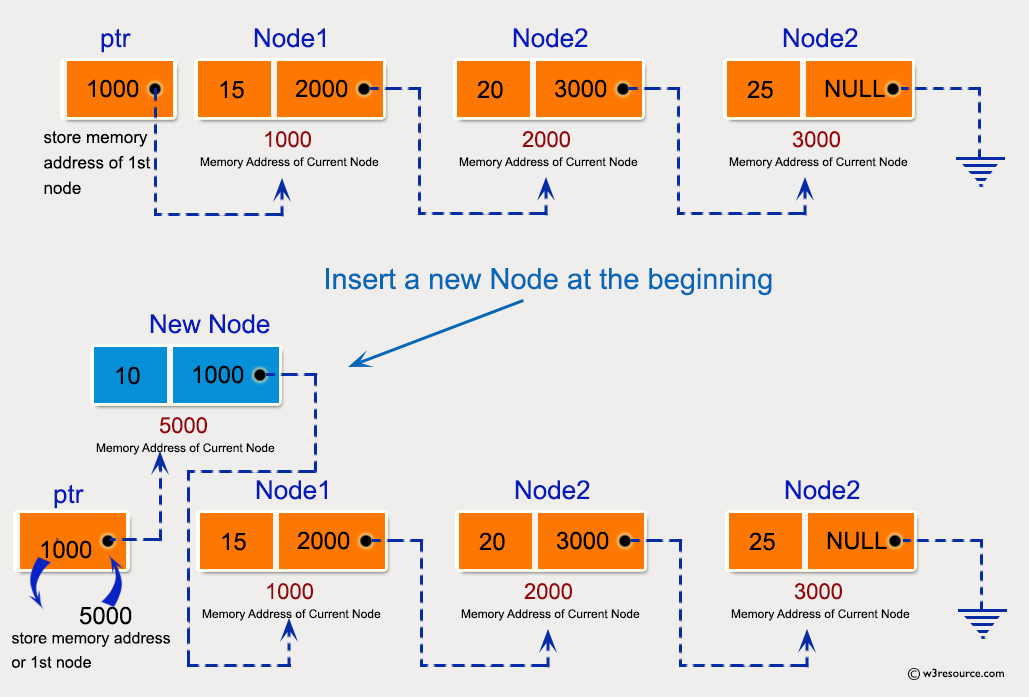 ptr
Node1
Node2
Node2
1000
15
2000
20
3000
25
NULL
store memory
address of 1st
node
1000
Memory Address of Current Node
2000
Memory Address of Current Node
3000
Memory Address of Current Node
Insert a new Node at the beginning
New Node
10
1000
5000
Memory Address of Current Node
ptr
Node1
Node2
Node2
1000
15
2000
20
3000
25
NULL
5000
store memory address
or 1st node
1000
Memory Address of Current Node
2000
Memory Address of Current Node
3000
Memory Address of Current Node
© w3resource.com